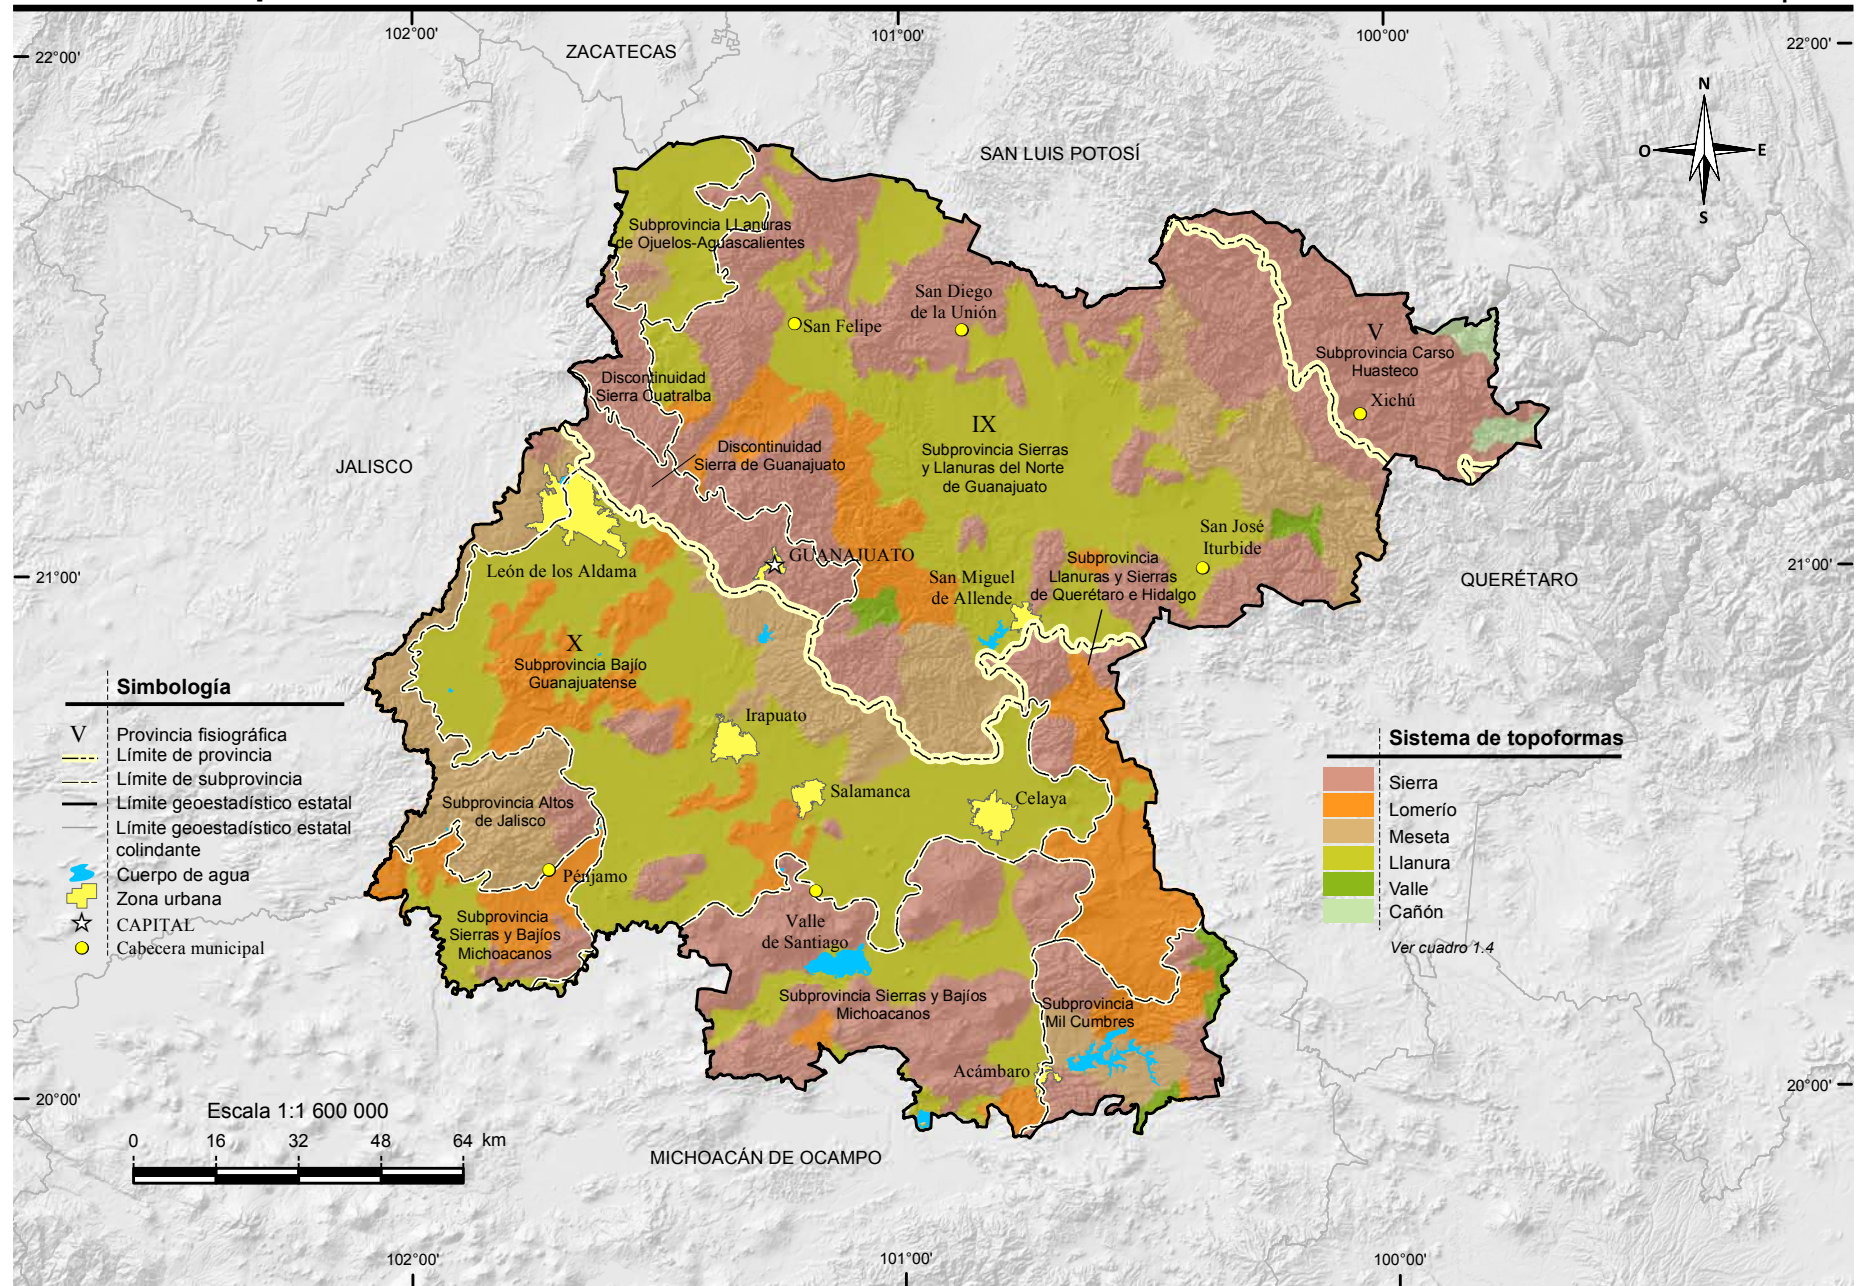 102°00'
101°00'
100°00'
22°00'
22°00'
ZACATECAS
SAN LUIS POTOSÍ
N
O
E
S
Subprovincia LLanuras
de Ojuelos-Aguascalientes
San Diego
de la Unión
San Felipe
V
Subprovincia Carso
Huasteco
Xichú
Discontinuidad
Sierra Cuatralba
IX
Subprovincia Sierras
y Llanuras del Norte
de Guanajuato
Discontinuidad
Sierra de Guanajuato
JALISCO
San José
Iturbide
GUANAJUATO
León de los Aldama
San Miguel
de Allende
Subprovincia
Llanuras y Sierras
de Querétaro e Hidalgo
21°00'
21°00'
QUERÉTARO
X
Subprovincia Bajío
Guanajuatense
Irapuato
Salamanca
Celaya
Subprovincia Altos
de Jalisco
Pénjamo
Subprovincia
Sierras y Bajíos
Michoacanos
Valle
de Santiago
Subprovincia Sierras y Bajíos
Michoacanos
Subprovincia
Mil Cumbres
Acámbaro
MICHOACÁN DE OCAMPO
Simbología
V Provincia fisiográfica
Límite de provincia
Límite de subprovincia
Límite geoestadístico estatal
Límite geoestadístico estatal
colindante
Cuerpo de agua
Zona urbana
CAPITAL
Cabecera municipal
Sistema de topoformas
Sierra
Lomerío
Meseta
Llanura
Valle
Cañón
Ver cuadro 1.4
20°00'
20°00'
Escala 1:1 600 000
0 16 32 48 64 km
102°00'
101°00'
100°00'